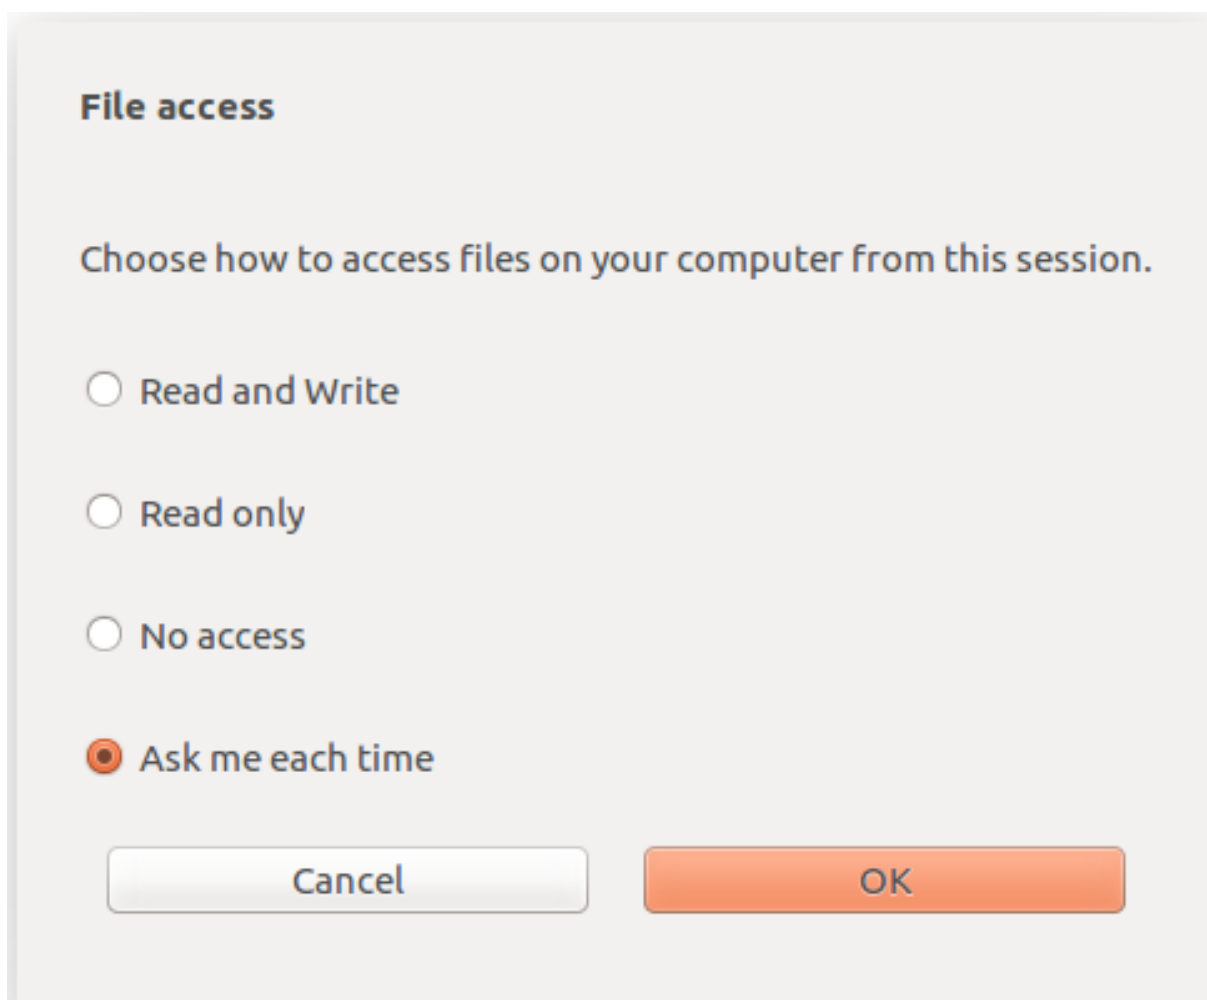 File access
Choose how to access files on your computer from this session.
Read and Write
Read only
No access
Ask me each time
Cancel
OK